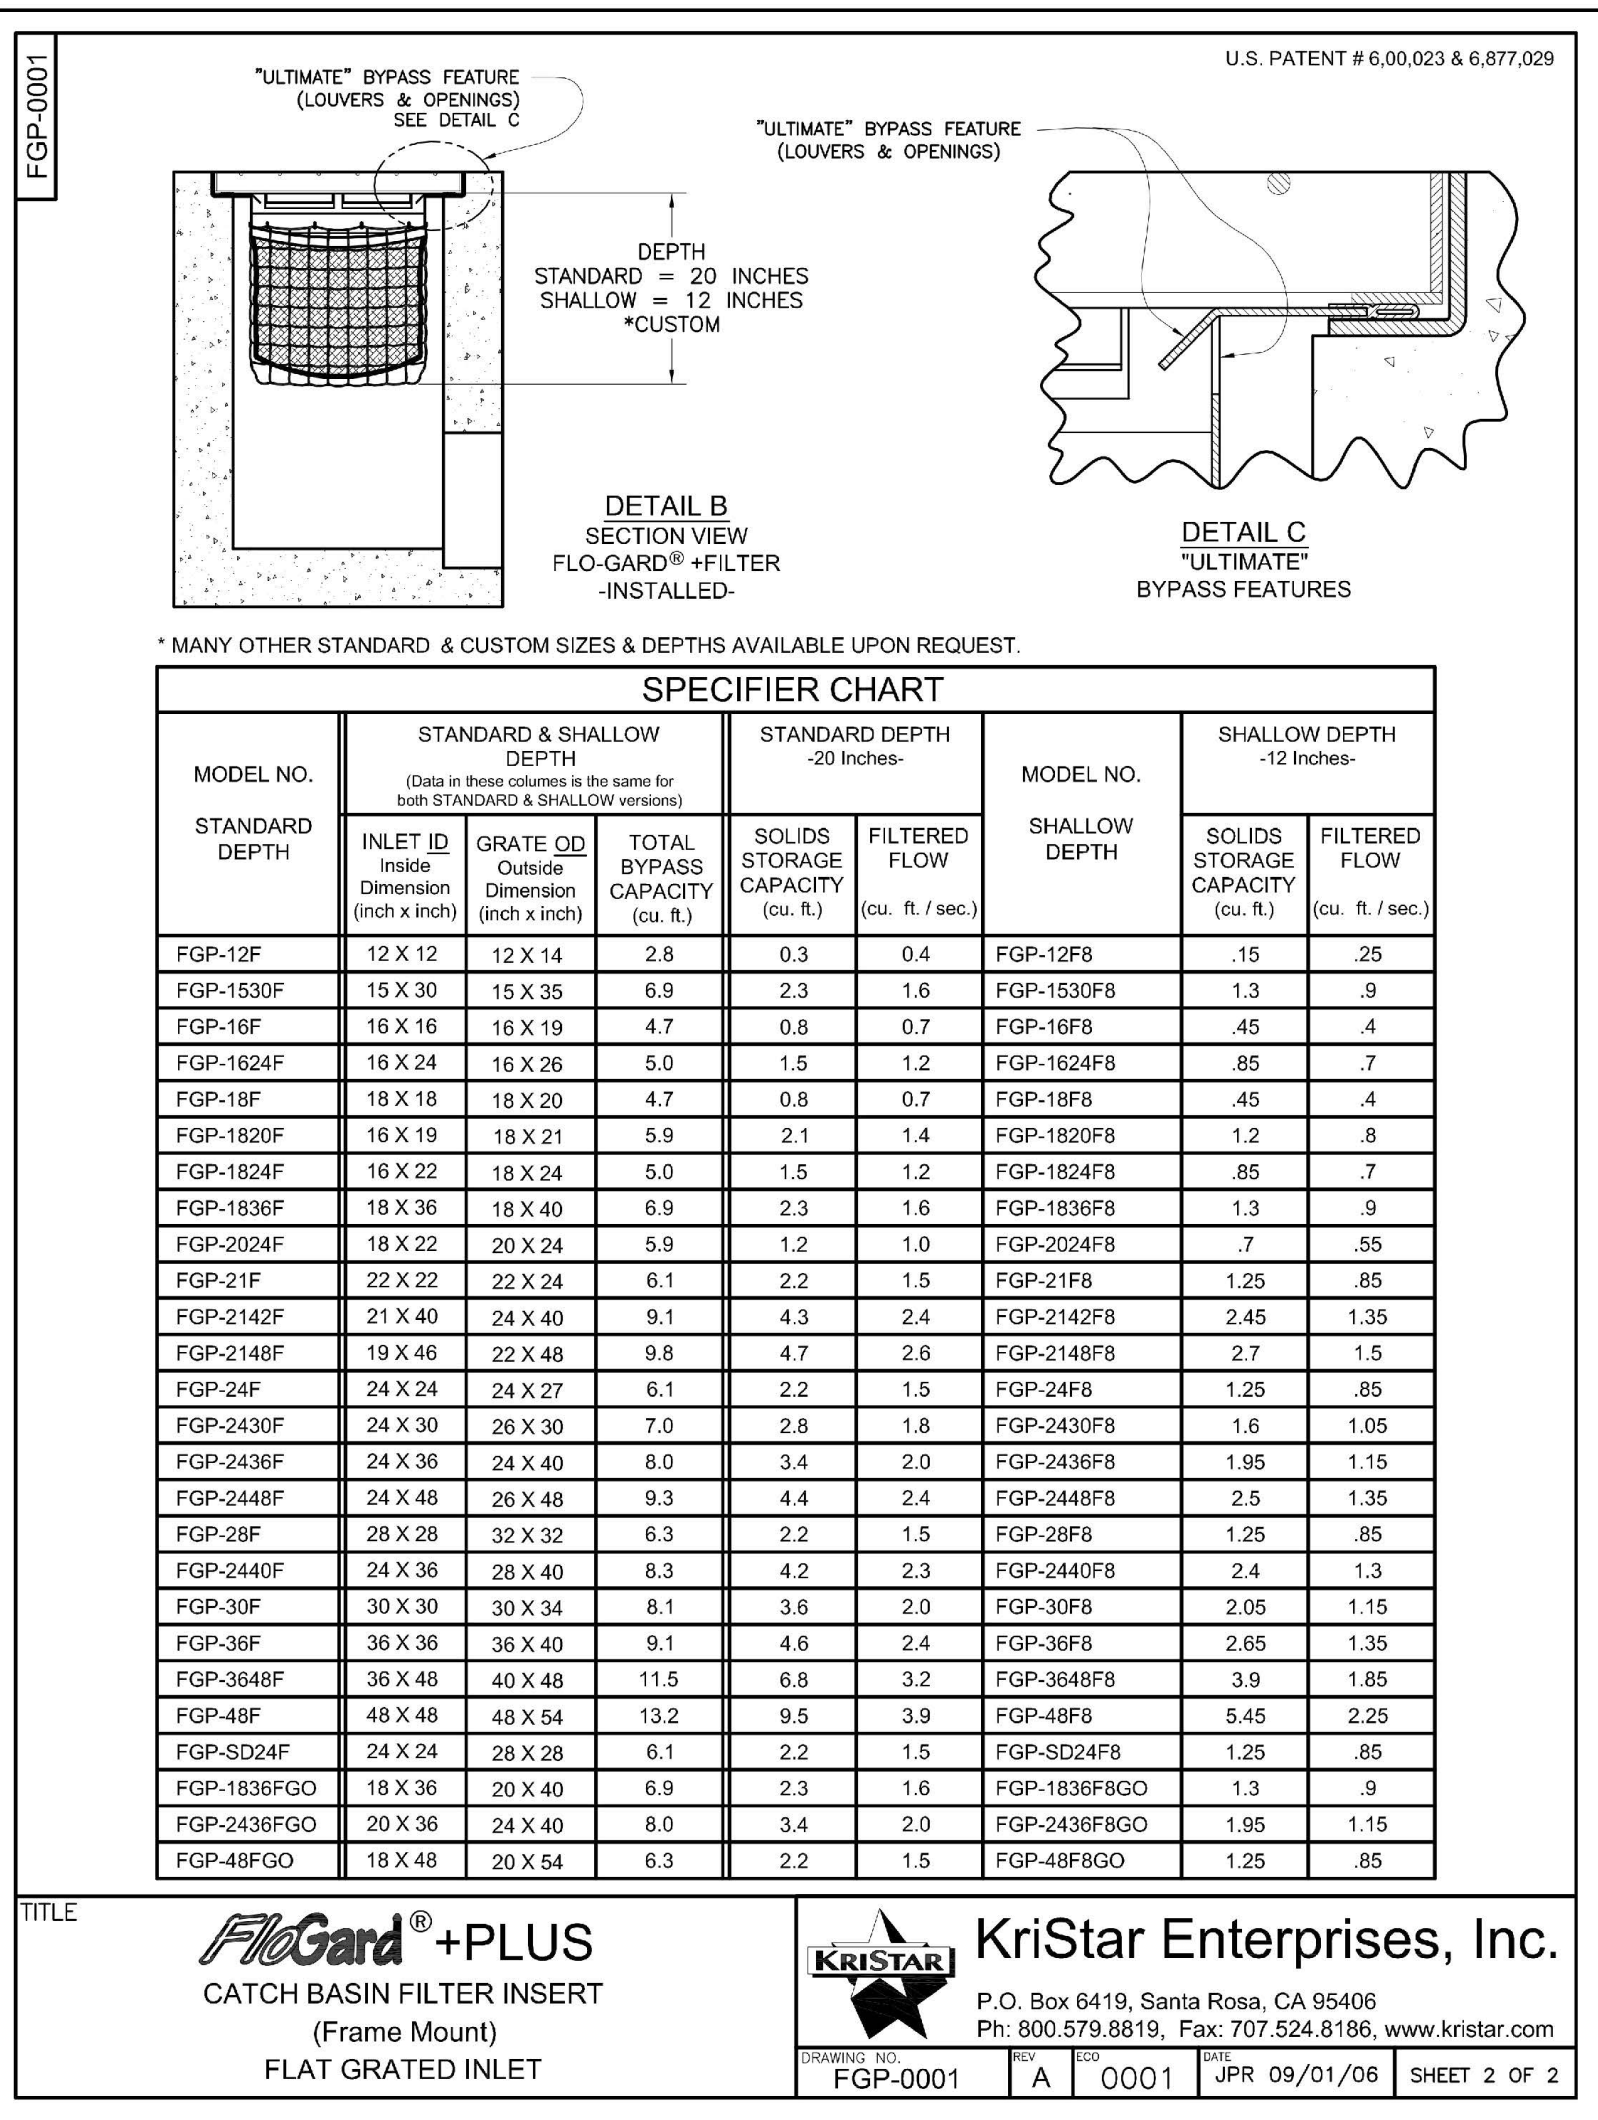 FGP-0001
U.S. PATENT # 6,00,023 & 6,877,029
"ULTIMATE" BYPASS FEATURE
(LOUVERS & OPENINGS)
SEE DETAIL C
"ULTIMATE" BYPASS FEATURE
(LOUVERS & OPENINGS)
DEPTH
STANDARD = 20 INCHES
SHALLOW = 12 INCHES
*CUSTOM
DETAIL B
SECTION VIEW
FLO-GARD® +FILTER
-INSTALLED-
DETAIL C
"ULTIMATE"
BYPASS FEATURES
* MANY OTHER STANDARD & CUSTOM SIZES & DEPTHS AVAILABLE UPON REQUEST.
SPECIFIER CHART
MODEL NO.
STANDARD
DEPTH
STANDARD & SHALLOW
DEPTH
(Data in these columes is the same for
both STANDARD & SHALLOW versions)
STANDARD DEPTH
-20 Inches-
MODEL NO.
SHALLOW
DEPTH
SHALLOW DEPTH
-12 Inches-
INLET ID
Inside
Dimension
(inch x inch)
GRATE OD
Outside
Dimension
(inch x inch)
TOTAL
BYPASS
CAPACITY
(cu. ft.)
SOLIDS
STORAGE
CAPACITY
(cu. ft.)
FILTERED
FLOW
(cu. ft. / sec.)
SOLIDS
STORAGE
CAPACITY
(cu. ft.)
FILTERED
FLOW
(cu. ft. / sec.)
FGP-12F 12 X 12 12 X 14 2.8 0.3 0.4 FGP-12F8 .15 .25
FGP-1530F 15 X 30 15 X 35 6.9 2.3 1.6 FGP-1530F8 1.3 .9
FGP-16F 16 X 16 16 X 19 4.7 0.8 0.7 FGP-16F8 .45 .4
FGP-1624F 16 X 24 16 X 26 5.0 1.5 1.2 FGP-1624F8 .85 .7
FGP-18F 18 X 18 18 X 20 4.7 0.8 0.7 FGP-18F8 .45 .4
FGP-1820F 16 X 19 18 X 21 5.9 2.1 1.4 FGP-1820F8 1.2 .8
FGP-1824F 16 X 22 18 X 24 5.0 1.5 1.2 FGP-1824F8 .85 .7
FGP-1836F 18 X 36 18 X 40 6.9 2.3 1.6 FGP-1836F8 1.3 .9
FGP-2024F 18 X 22 20 X 24 5.9 1.2 1.0 FGP-2024F8 .7 .55
FGP-21F 22 X 22 22 X 24 6.1 2.2 1.5 FGP-21F8 1.25 .85
FGP-2142F 21 X 40 24 X 40 9.1 4.3 2.4 FGP-2142F8 2.45 1.35
FGP-2148F 19 X 46 22 X 48 9.8 4.7 2.6 FGP-2148F8 2.7 1.5
FGP-24F 24 X 24 24 X 27 6.1 2.2 1.5 FGP-24F8 1.25 .85
FGP-2430F 24 X 30 26 X 30 7.0 2.8 1.8 FGP-2430F8 1.6 1.05
FGP-2436F 24 X 36 24 X 40 8.0 3.4 2.0 FGP-2436F8 1.95 1.15
FGP-2448F 24 X 48 26 X 48 9.3 4.4 2.4 FGP-2448F8 2.5 1.35
FGP-28F 28 X 28 32 X 32 6.3 2.2 1.5 FGP-28F8 1.25 .85
FGP-2440F 24 X 36 28 X 40 8.3 4.2 2.3 FGP-2440F8 2.4 1.3
FGP-30F 30 X 30 30 X 34 8.1 3.6 2.0 FGP-30F8 2.05 1.15
FGP-36F 36 X 36 36 X 40 9.1 4.6 2.4 FGP-36F8 2.65 1.35
FGP-3648F 36 X 48 40 X 48 11.5 6.8 3.2 FGP-3648F8 3.9 1.85
FGP-48F 48 X 48 48 X 54 13.2 9.5 3.9 FGP-48F8 5.45 2.25
FGP-SD24F 24 X 24 28 X 28 6.1 2.2 1.5 FGP-SD24F8 1.25 .85
FGP-1836FGO 18 X 36 20 X 40 6.9 2.3 1.6 FGP-1836F8GO 1.3 .9
FGP-2436FGO 20 X 36 24 X 40 8.0 3.4 2.0 FGP-2436F8GO 1.95 1.15
FGP-48FGO 18 X 48 20 X 54 6.3 2.2 1.5 FGP-48F8GO 1.25 .85
TITLE
FloGard®+PLUS
CATCH BASIN FILTER INSERT
(Frame Mount)
FLAT GRATED INLET
KRISTAR
KriStar Enterprises, Inc.
P.O. Box 6419, Santa Rosa, CA 95406
Ph: 800.579.8819, Fax: 707.524.8186, www.kristar.com
DRAWING NO.
FGP-0001
REV
A
ECO
0001
DATE
JPR 09/01/06
SHEET 2 OF 2